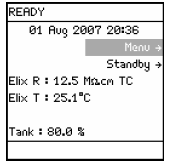 READY
01 Aug 2007 20:36
Menu →
Standby →
Elix R : 12.5 MΩcm TC
Elix T : 25.1°C
Tank : 80.0 %